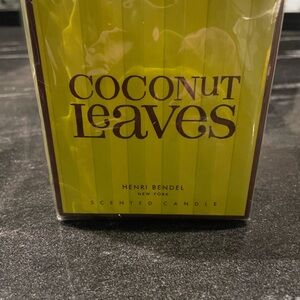 COCONUT
LeAVes
HENRI BENDEL
NEW YORK
SCENTED CANDLE